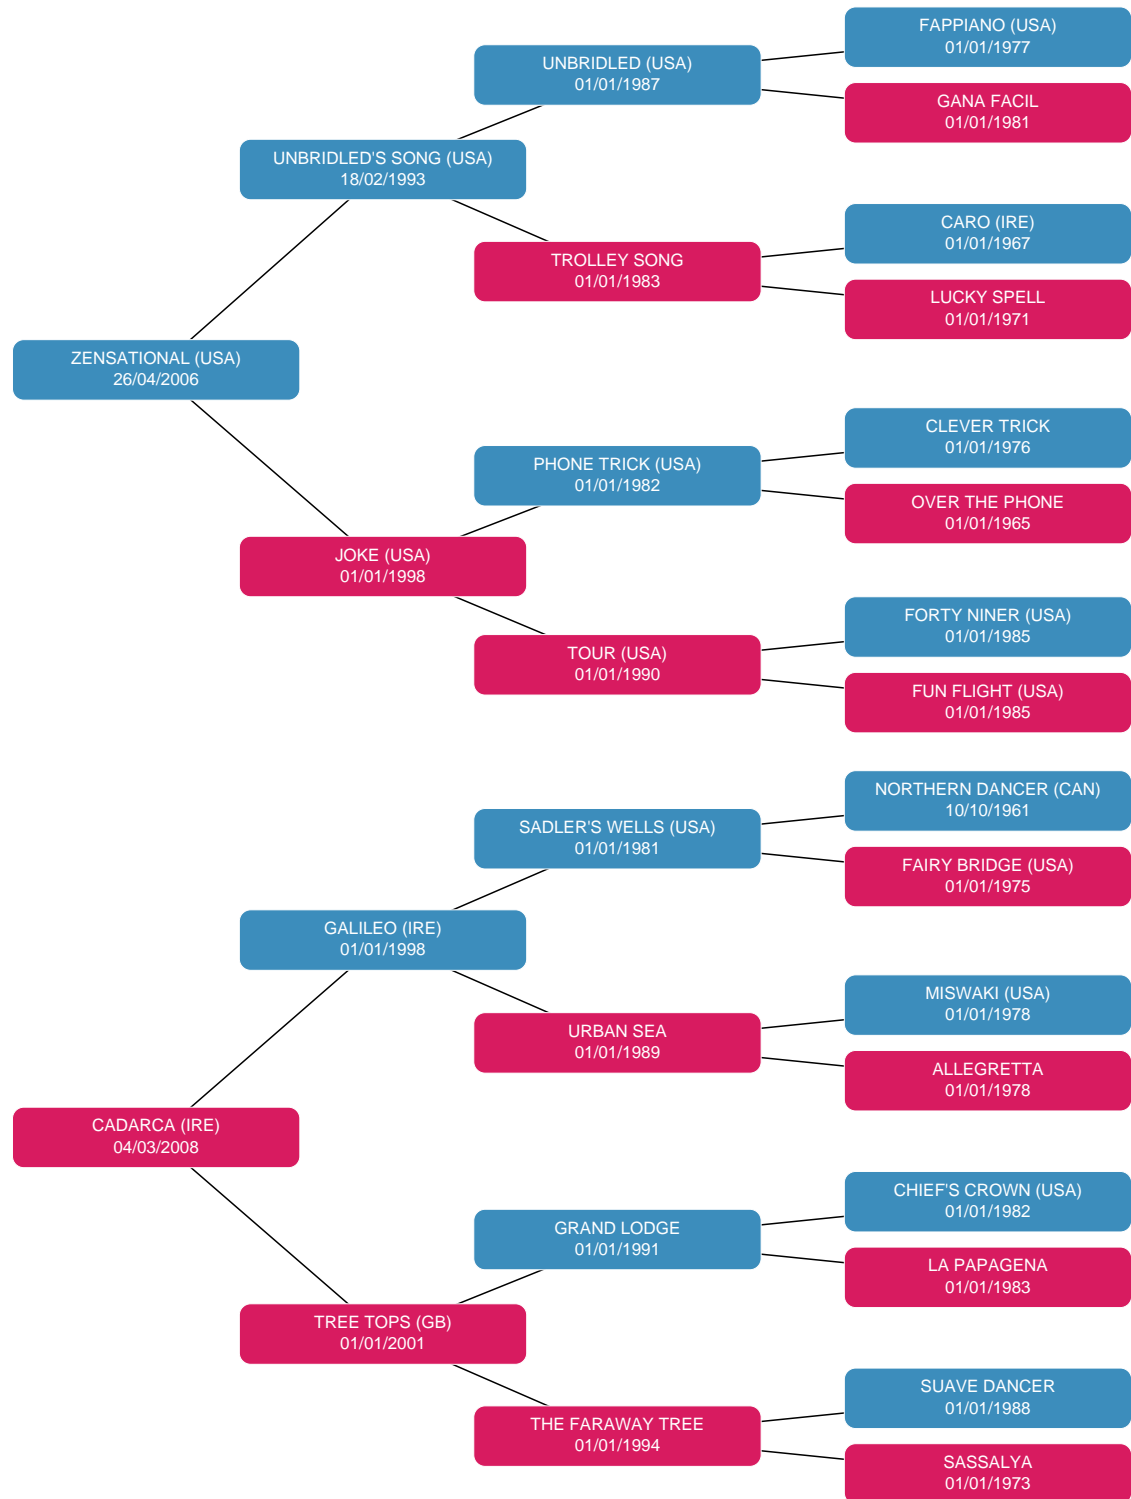 FAPPIANO (USA)
01/01/1977
UNBRIDLED (USA)
01/01/1987
GANA FACIL
01/01/1981
UNBRIDLED'S SONG (USA)
18/02/1993
CARO (IRE)
01/01/1967
TROLLEY SONG
01/01/1983
LUCKY SPELL
01/01/1971
ZENSATIONAL (USA)
26/04/2006
CLEVER TRICK
01/01/1976
PHONE TRICK (USA)
01/01/1982
OVER THE PHONE
01/01/1965
JOKE (USA)
01/01/1998
FORTY NINER (USA)
01/01/1985
TOUR (USA)
01/01/1990
FUN FLIGHT (USA)
01/01/1985
NORTHERN DANCER (CAN)
10/10/1961
SADLER'S WELLS (USA)
01/01/1981
FAIRY BRIDGE (USA)
01/01/1975
GALILEO (IRE)
01/01/1998
MISWAKI (USA)
01/01/1978
URBAN SEA
01/01/1989
ALLEGRETTA
01/01/1978
CADARCA (IRE)
04/03/2008
CHIEF'S CROWN (USA)
01/01/1982
GRAND LODGE
01/01/1991
LA PAPAGENA
01/01/1983
TREE TOPS (GB)
01/01/2001
SUAVE DANCER
01/01/1988
THE FARAWAY TREE
01/01/1994
SASSALYA
01/01/1973